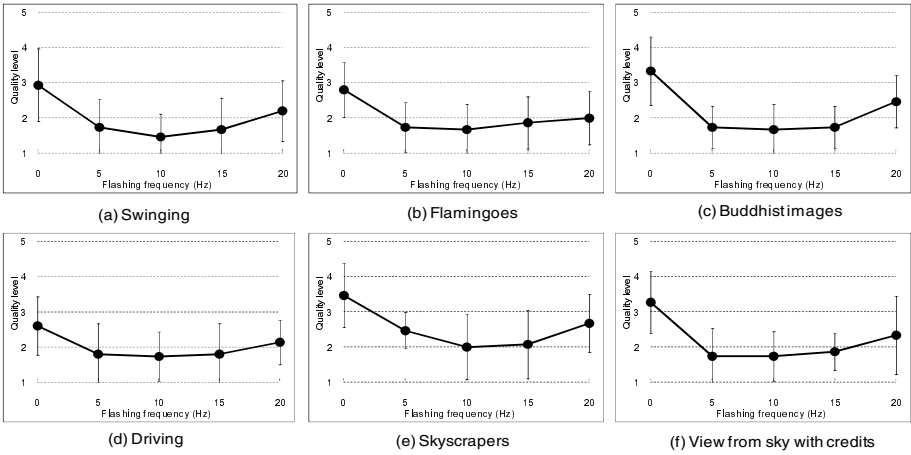 5
4
3
2
1
Quality level
0 5 10 15 20
Flashing frequency (Hz)
(a) Swinging
5
4
3
2
1
Quality level
0 5 10 15 20
Flashing frequency (Hz)
(b) Flamingoes
5
4
3
2
1
Quality level
0 5 10 15 20
Flashing frequency (Hz)
(c) Buddhist images
5
4
3
2
1
Quality level
0 5 10 15 20
Flashing frequency (Hz)
(d) Driving
5
4
3
2
1
Quality level
0 5 10 15 20
Flashing frequency (Hz)
(e) Skyscrapers
5
4
3
2
1
Quality level
0 5 10 15 20
Flashing frequency (Hz)
(f) View from sky with credits